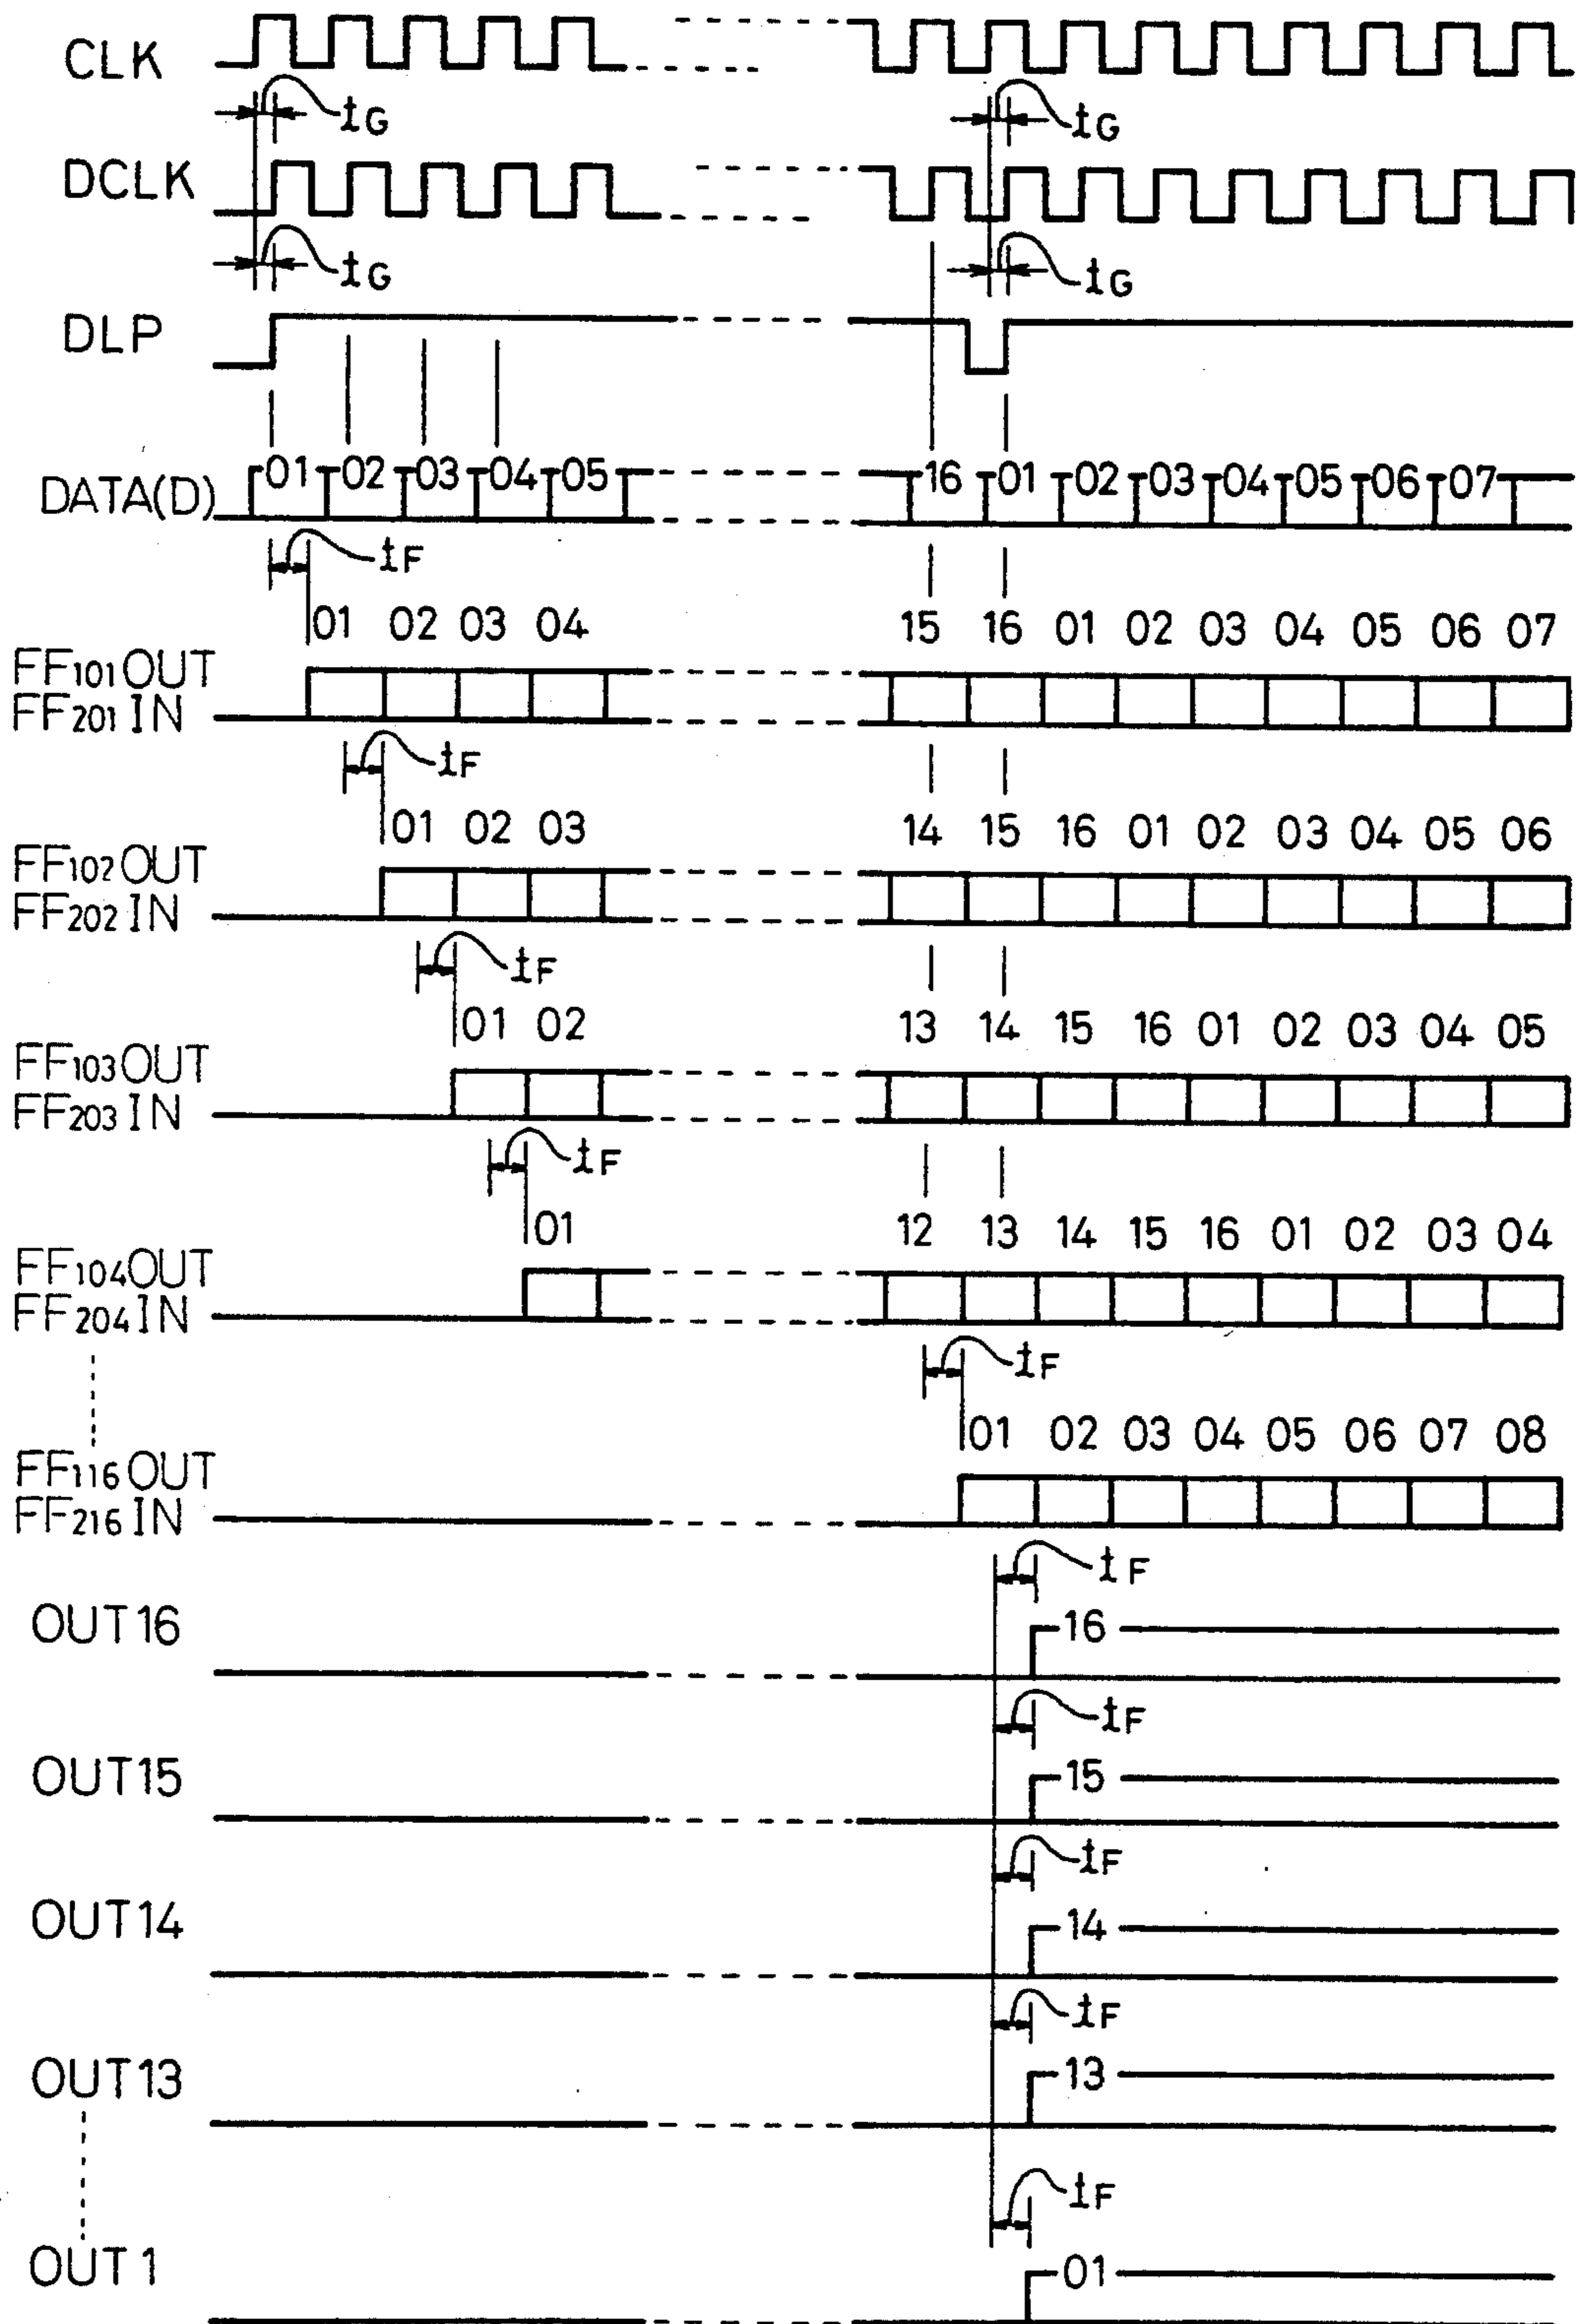 CLK
tG tG
DCLK
tG tG
DLP
DATA(D) 01 02 03 04 05 16 01 02 03 04 05 06 07
tF
01 02 03 04 15 16 01 02 03 04 05 06 07
FF101OUT
FF201IN
tF
01 02 03 14 15 16 01 02 03 04 05 06
FF102OUT
FF202IN
tF
01 02 13 14 15 16 01 02 03 04 05
FF103OUT
FF203IN
tF
01 12 13 14 15 16 01 02 03 04
FF104OUT
FF204IN
tF
01 02 03 04 05 06 07 08
FF116OUT
FF216IN
tF
OUT16 16
tF
OUT15 15
tF
OUT14 14
tF
OUT13 13
tF
OUT1 01